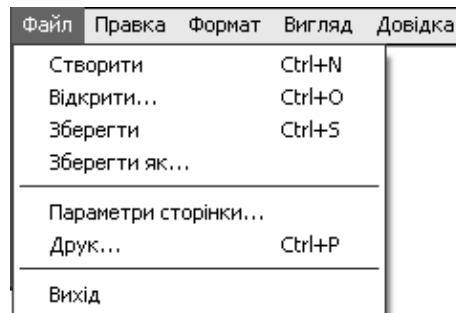 Файл Правка Формат Вигляд Довідка
Створити Ctrl+N
Відкрити... Ctrl+O
Зберегти Ctrl+S
Зберегти як...
Параметри сторінки...
Друк... Ctrl+P
Вихід